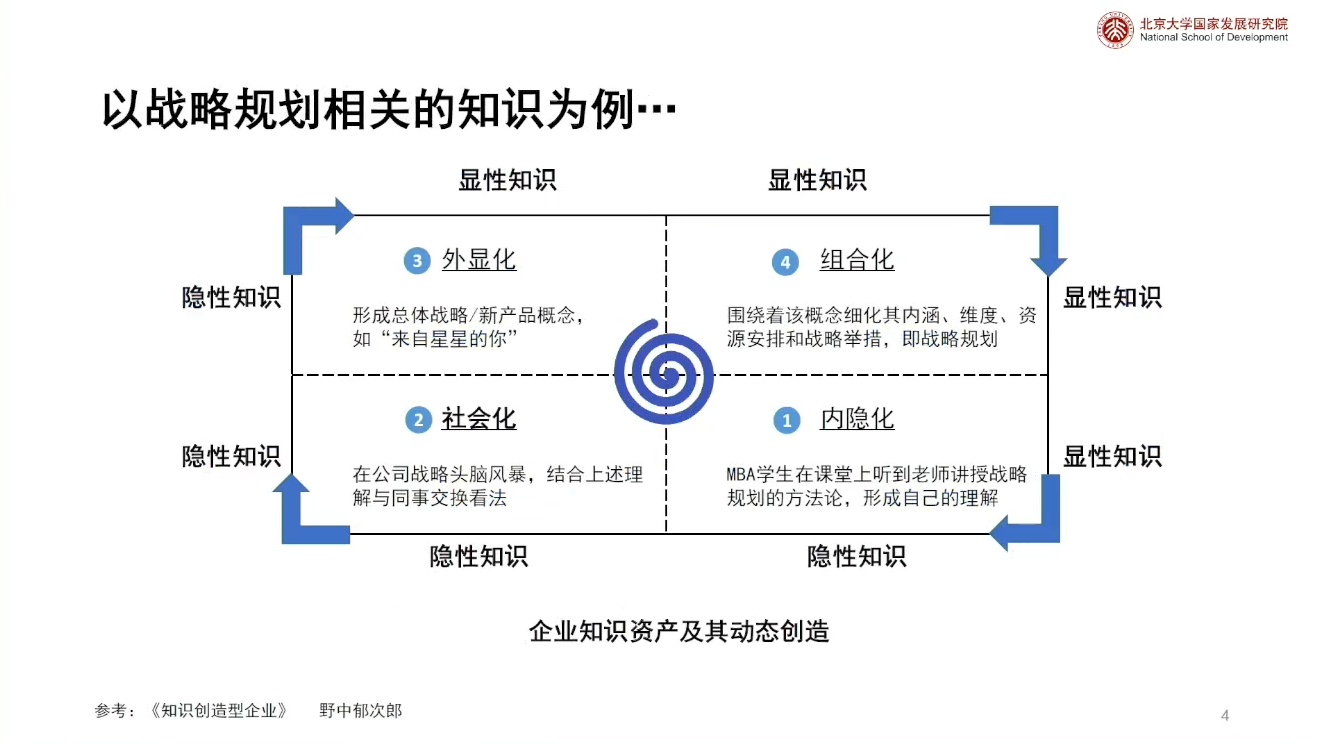 北京大学国家发展研究院
National School of Development
以战略规划相关的知识为例…
显性知识
显性知识
3 外显化
4 组合化
隐性知识
显性知识
形成总体战略/新产品概念，
如“来自星星的你”
围绕着该概念细化其内涵、维度、资
源安排和战略举措，即战略规划
2 社会化
1 内隐化
隐性知识
显性知识
在公司战略头脑风暴，结合上述理
解与同事交换看法
MBA学生在课堂上听到老师讲授战略
规划的方法论，形成自己的理解
隐性知识
隐性知识
企业知识资产及其动态创造
参考：《知识创造型企业》 野中郁次郎
4